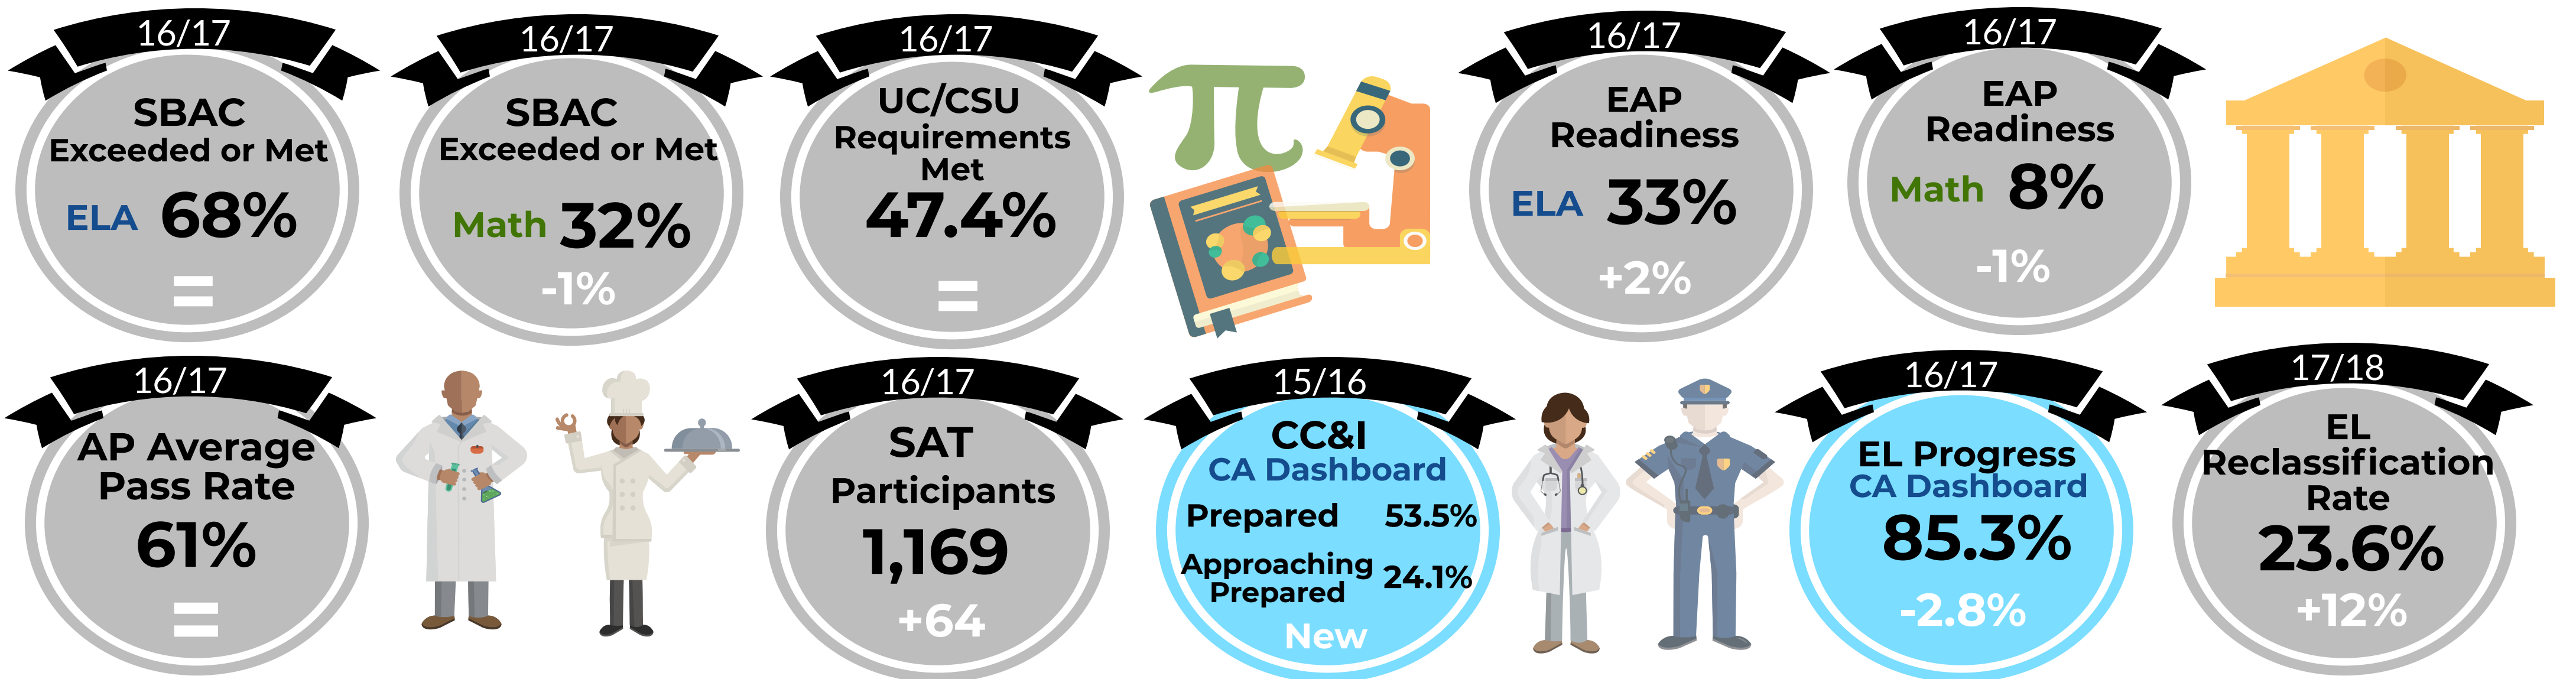 16/17
SBAC
Exceeded or Met
ELA 68%
=
16/17
SBAC
Exceeded or Met
Math 32%
-1%
16/17
UC/CSU
Requirements
Met
47.4%
=
π
16/17
EAP
Readiness
ELA 33%
+2%
16/17
EAP
Readiness
Math 8%
-1%
16/17
AP Average
Pass Rate
61%
=
16/17
SAT
Participants
1,169
+64
15/16
CC&I
CA Dashboard
Prepared 53.5%
Approaching
Prepared 24.1%
New
16/17
EL Progress
CA Dashboard
85.3%
-2.8%
17/18
EL
Reclassification
Rate
23.6%
+12%